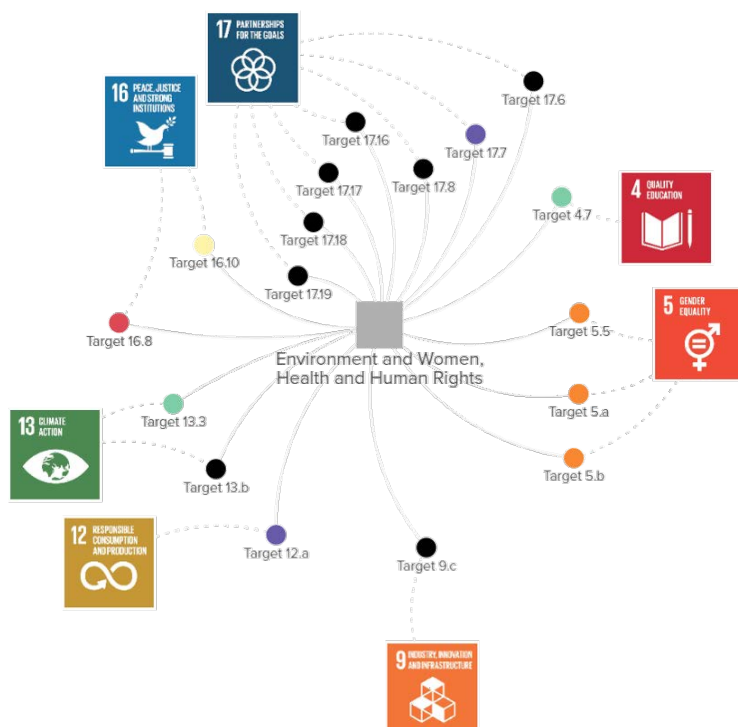 17 PARTNERSHIPS
FOR THE GOALS
16 PEACE, JUSTICE
AND STRONG
INSTITUTIONS
Target 17.6
Target 17.16
Target 17.7
Target 17.8
Target 17.17
4 QUALITY
EDUCATION
Target 4.7
Target 17.18
Target 16.10
Target 17.19
5 GENDER
EQUALITY
Target 16.8
Target 5.5
Environment and Women,
Health and Human Rights
Target 5.a
13 CLIMATE
ACTION
Target 13.3
Target 5.b
Target 13.b
12 RESPONSIBLE
CONSUMPTION
AND PRODUCTION
Target 12.a
Target 9.c
9 INDUSTRY, INNOVATION
AND INFRASTRUCTURE